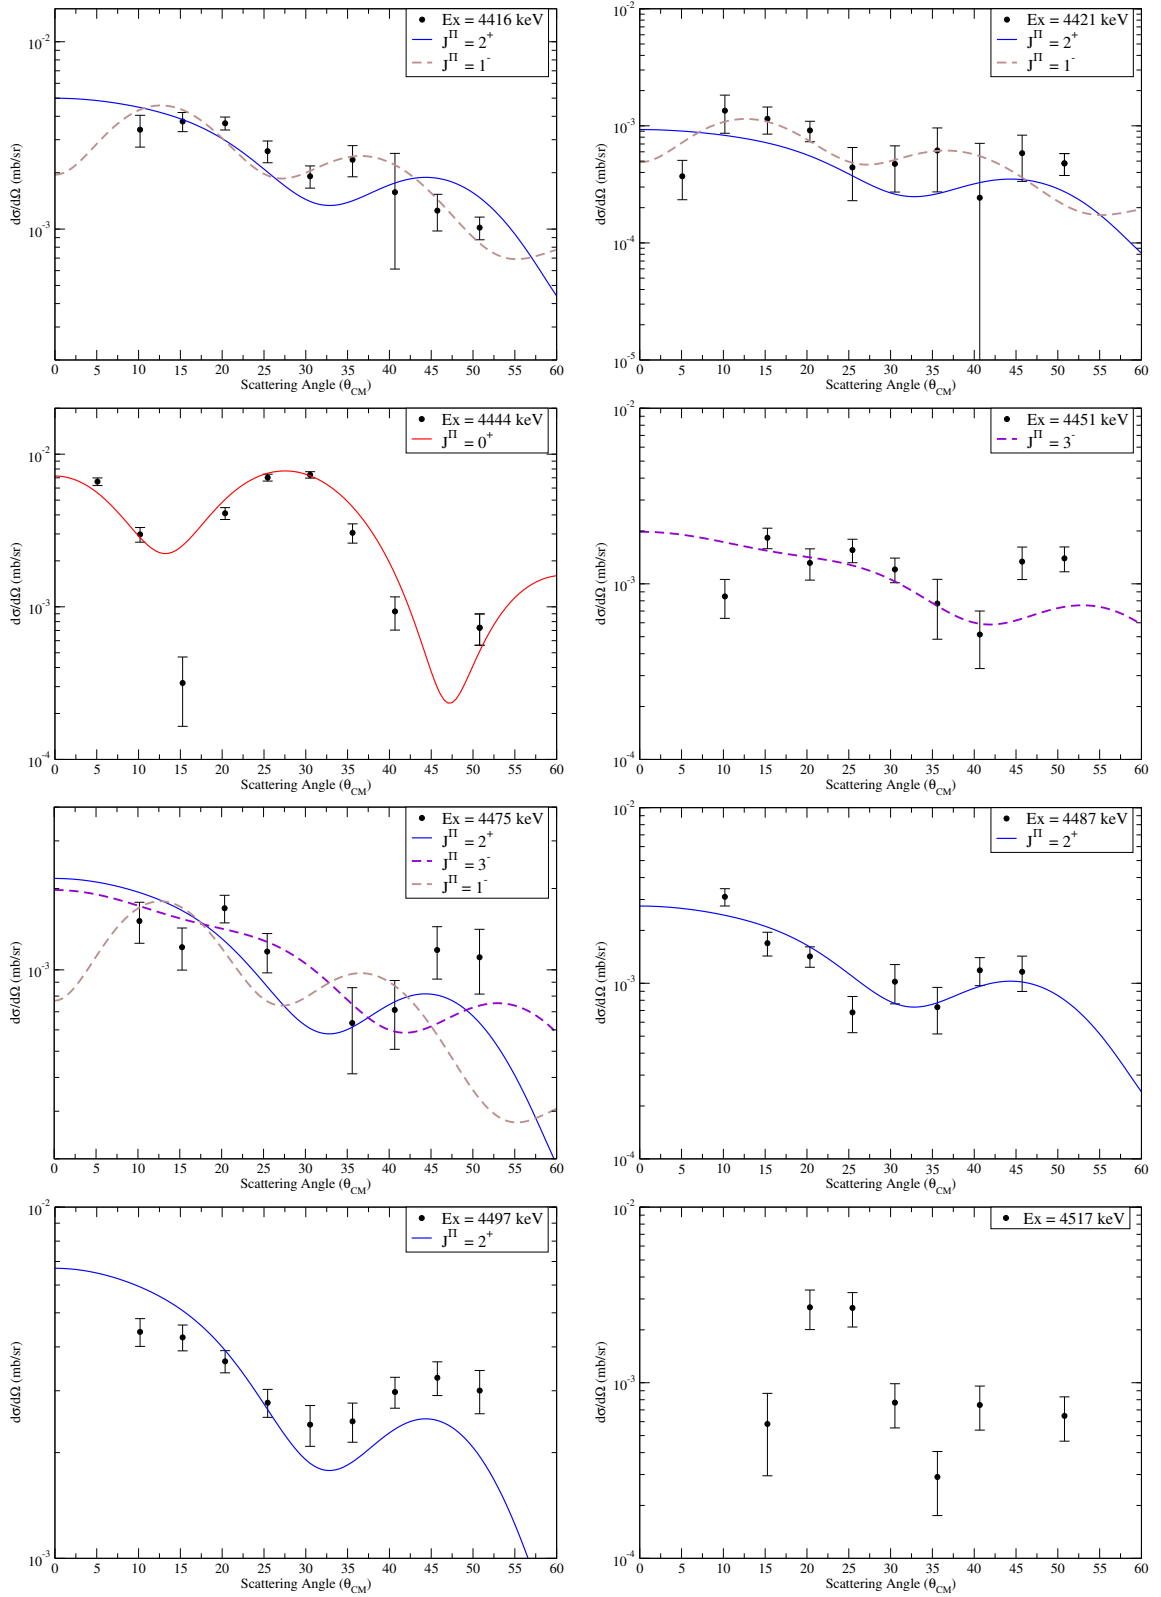 Ex = 4416 keV
J^Π = 2^+
J^Π = 1^-
10^-2
10^-3
dσ/dΩ (mb/sr)
0 5 10 15 20 25 30 35 40 45 50 55 60
Scattering Angle (θ_CM)
Ex = 4421 keV
J^Π = 2^+
J^Π = 1^-
10^-2
10^-3
10^-4
10^-5
dσ/dΩ (mb/sr)
0 5 10 15 20 25 30 35 40 45 50 55 60
Scattering Angle (θ_CM)
Ex = 4444 keV
J^Π = 0^+
10^-2
10^-3
10^-4
dσ/dΩ (mb/sr)
0 5 10 15 20 25 30 35 40 45 50 55 60
Scattering Angle (θ_CM)
Ex = 4451 keV
J^Π = 3^-
10^-2
10^-3
10^-4
dσ/dΩ (mb/sr)
0 5 10 15 20 25 30 35 40 45 50 55 60
Scattering Angle (θ_CM)
Ex = 4475 keV
J^Π = 2^+
J^Π = 3^-
J^Π = 1^-
10^-3
dσ/dΩ (mb/sr)
0 5 10 15 20 25 30 35 40 45 50 55 60
Scattering Angle (θ_CM)
Ex = 4487 keV
J^Π = 2^+
10^-2
10^-3
10^-4
dσ/dΩ (mb/sr)
0 5 10 15 20 25 30 35 40 45 50 55 60
Scattering Angle (θ_CM)
Ex = 4497 keV
J^Π = 2^+
10^-2
10^-3
dσ/dΩ (mb/sr)
0 5 10 15 20 25 30 35 40 45 50 55 60
Scattering Angle (θ_CM)
Ex = 4517 keV
10^-2
10^-3
10^-4
dσ/dΩ (mb/sr)
0 5 10 15 20 25 30 35 40 45 50 55 60
Scattering Angle (θ_CM)